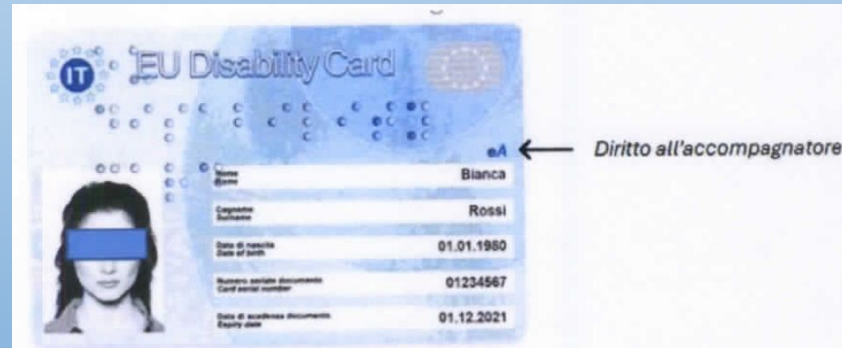 IT
EU Disability Card
eA
Diritto all'accompagnatore
Nome
Name
Bianca
Cognome
Surname
Rossi
Data di nascita
Date of birth
01.01.1980
Numero seriale documento
Card serial number
01234567
Data di scadenza documento
Expiry date
01.12.2021